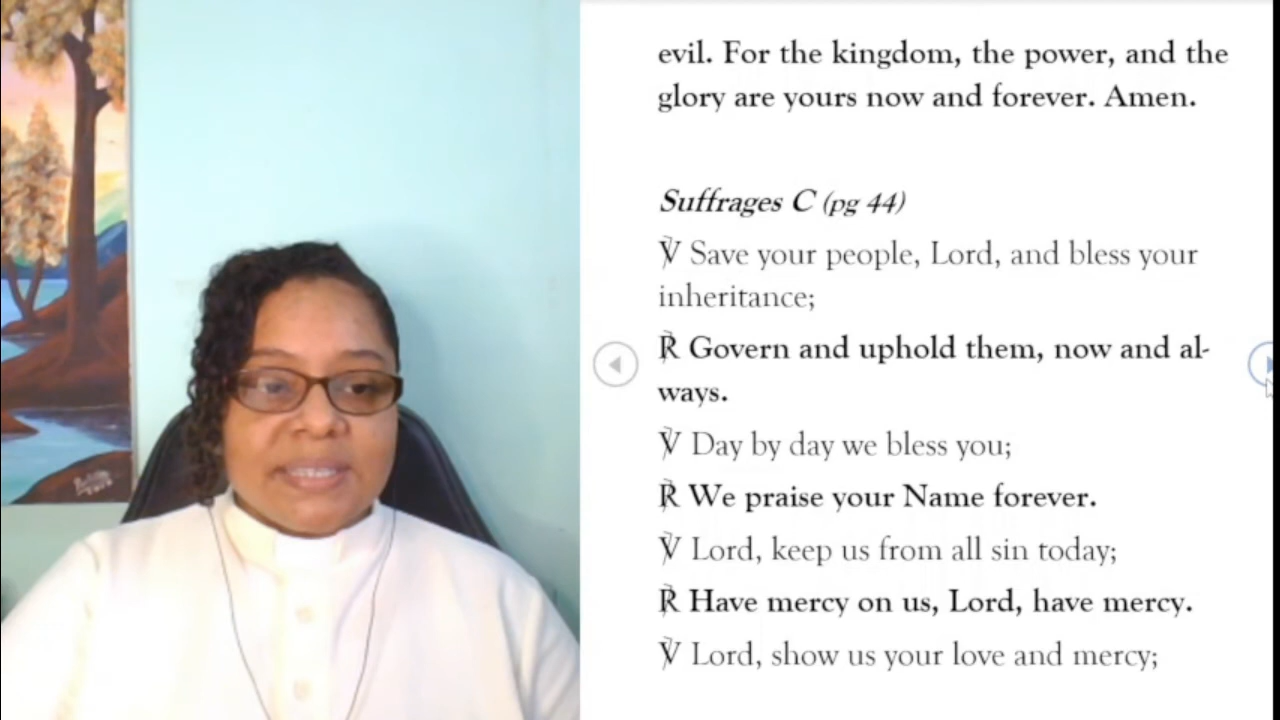 evil. For the kingdom, the power, and the
glory are yours now and forever. Amen.
Suffrages C (pg 44)
℣ Save your people, Lord, and bless your
inheritance;
℟ Govern and uphold them, now and al-
ways.
℣ Day by day we bless you;
℟ We praise your Name forever.
℣ Lord, keep us from all sin today;
℟ Have mercy on us, Lord, have mercy.
℣ Lord, show us your love and mercy;